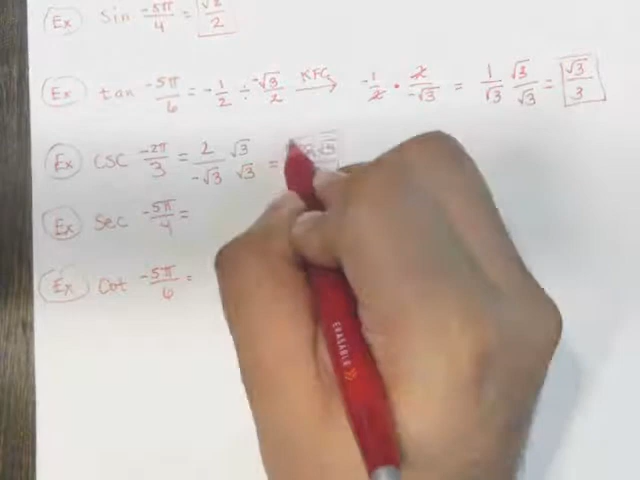 Ex sin -5π/4 = √2/2
Ex tan -5π/6 = -1/2 ÷ -√3/2 KFC → -1/2 • 2/-√3 = 1/√3 √3/√3 = √3/3
Ex csc -2π/3 = 2/-√3 √3/√3 =
Ex sec -5π/4 =
Ex cot -5π/6 =
ERASABLE